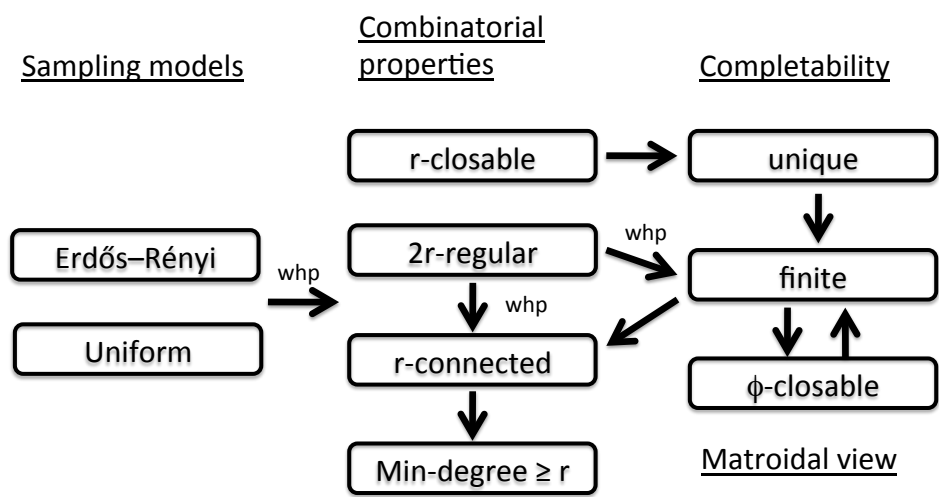 Sampling models
Combinatorial
properties
Completability
r-closable
unique
Erdős–Rényi
whp
2r-regular
whp
finite
whp
Uniform
r-connected
ϕ-closable
Min-degree ≥ r
Matroidal view